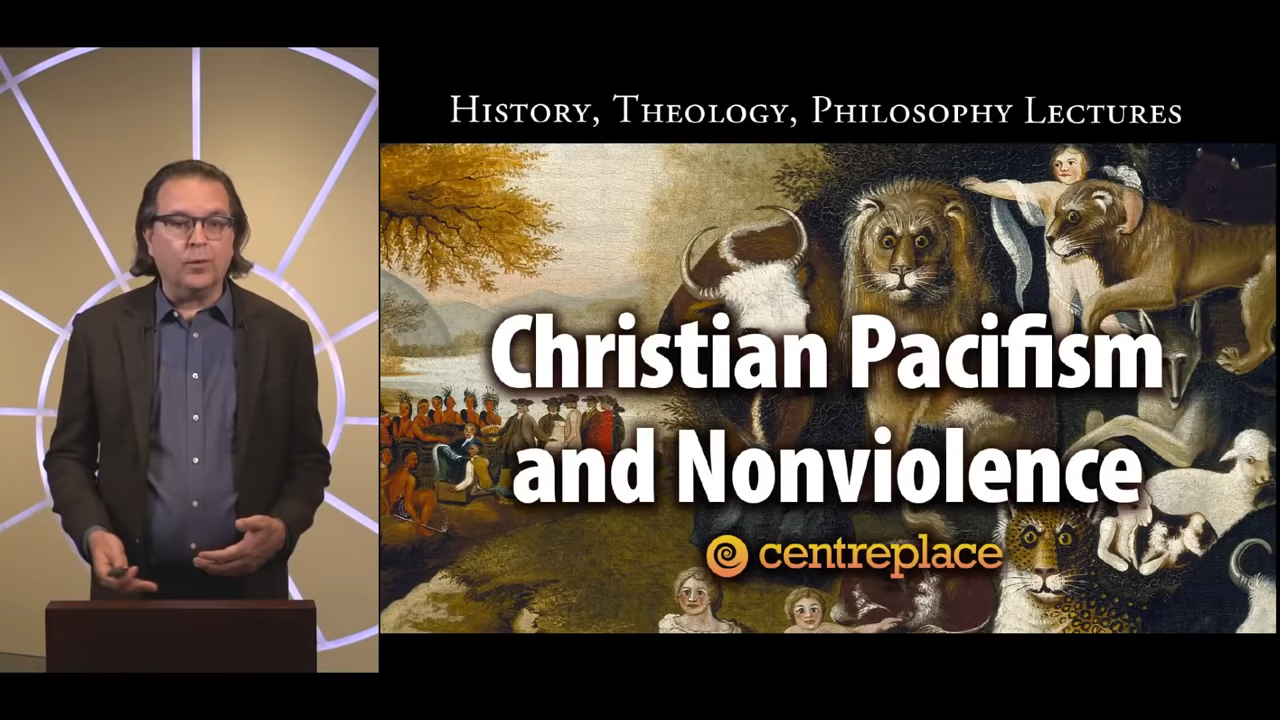 History, Theology, Philosophy Lectures
Christian Pacifism
and Nonviolence
centreplace